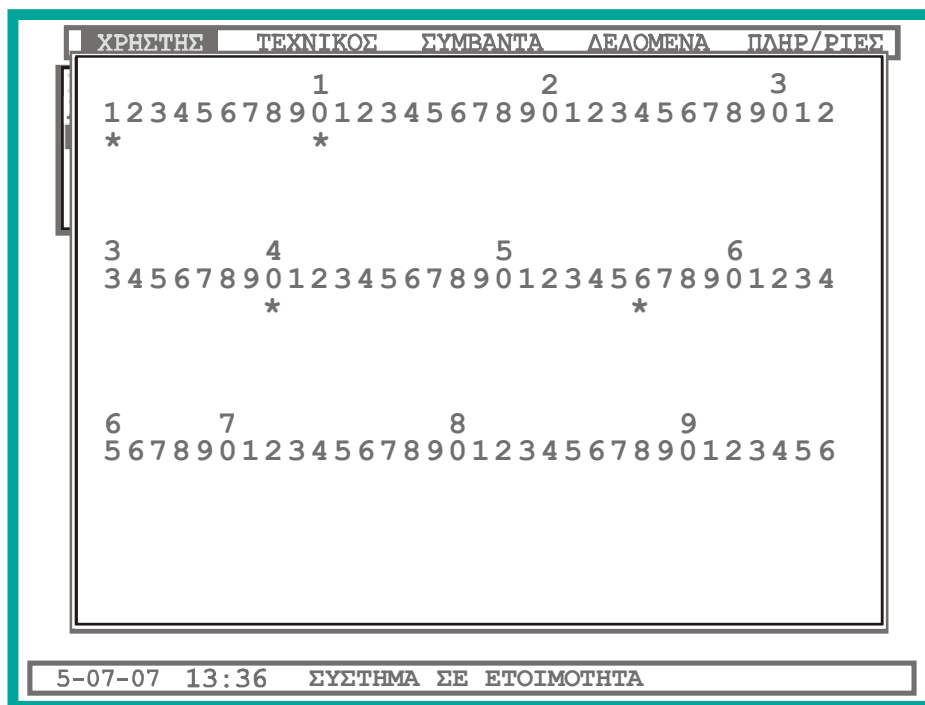 ΧΡΗΣΤΗΣ ΤΕΧΝΙΚΟΣ ΣΥΜΒΑΝΤΑ ΔΕΔΟΜΕΝΑ ΠΛΗΡ/ΡΙΕΣ
1 2 3
12345678901234567890123456789012
* *
3 4 5 6
34567890123456789012345678901234
* *
6 7 8 9
56789012345678901234567890123456
5-07-07 13:36 ΣΥΣΤΗΜΑ ΣΕ ΕΤΟΙΜΟΤΗΤΑ